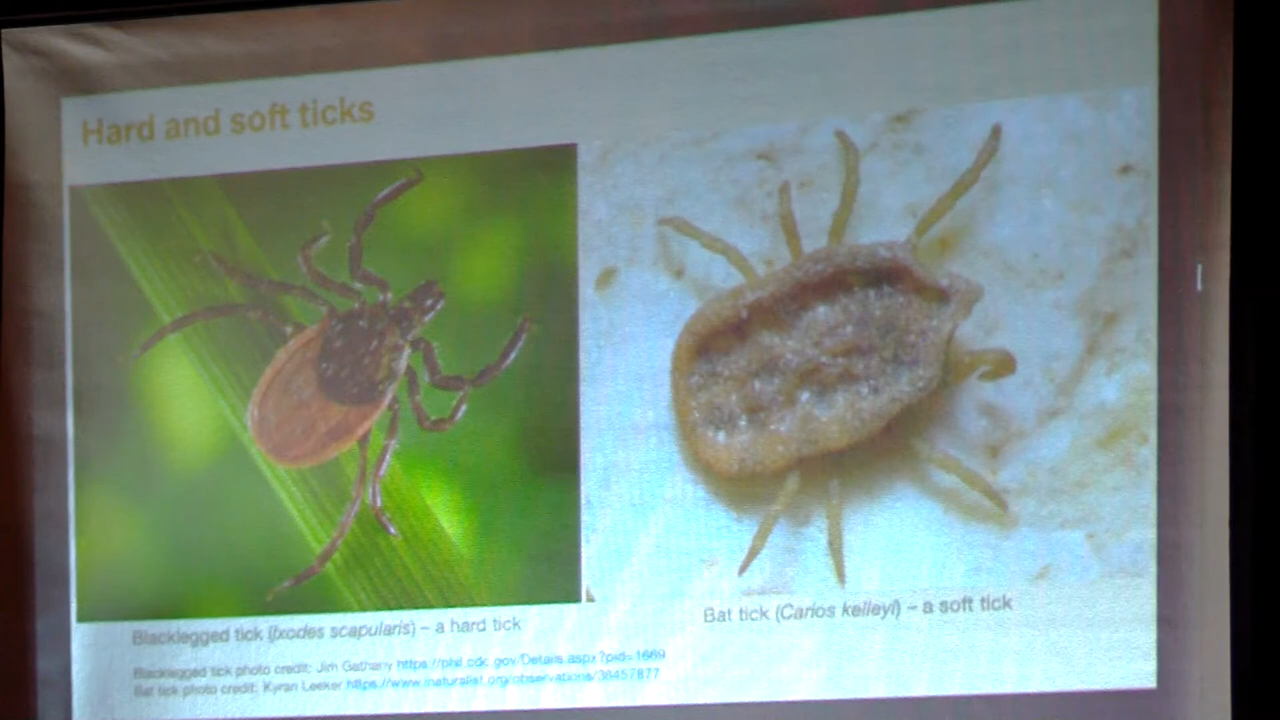 Hard and soft ticks
Blacklegged tick (Ixodes scapularis) – a hard tick
Bat tick (Carios kelleyi) – a soft tick
Blacklegged tick photo credit: Jim Gathany https://phil.cdc.gov/Details.aspx?pid=1669
Bat tick photo credit: Kyran Leeker https://www.inaturalist.org/observations/38457877